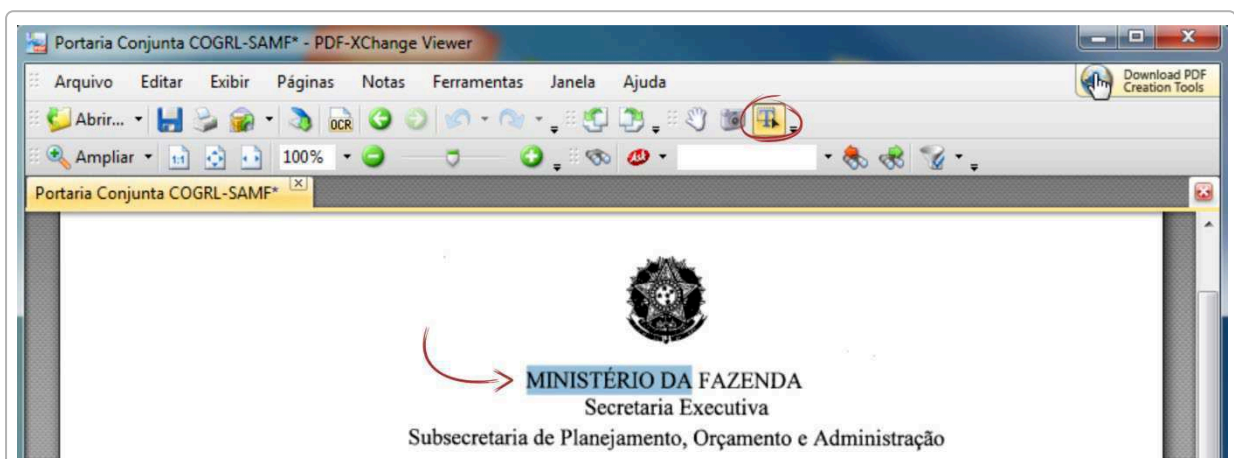 Portaria Conjunta COGRL-SAMF* - PDF-XChange Viewer
Arquivo Editar Exibir Páginas Notas Ferramentas Janela Ajuda
Download PDF
Creation Tools
Abrir... OCR
Ampliar 1:1 100% Ask
Portaria Conjunta COGRL-SAMF*
MINISTÉRIO DA FAZENDA
Secretaria Executiva
Subsecretaria de Planejamento, Orçamento e Administração